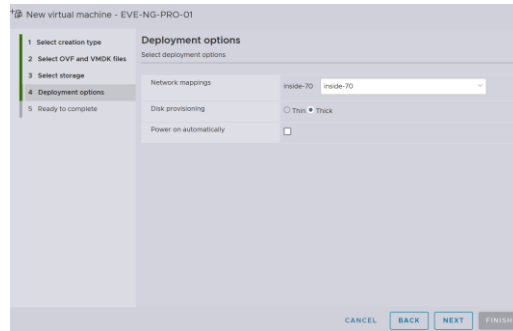 New virtual machine - EVE-NG-PRO-01
1 Select creation type
2 Select OVF and VMDK files
3 Select storage
4 Deployment options
5 Ready to complete
Deployment options
Select deployment options
Network mappings
inside-70 inside-70
Disk provisioning
Thin Thick
Power on automatically
CANCEL BACK NEXT FINISH